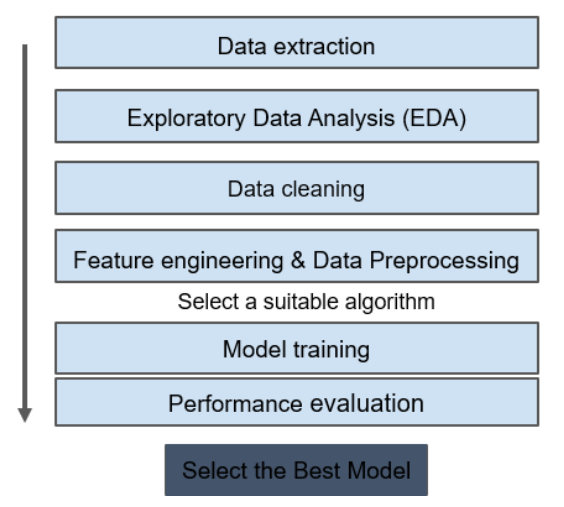 Data extraction
Exploratory Data Analysis (EDA)
Data cleaning
Feature engineering & Data Preprocessing
Select a suitable algorithm
Model training
Performance evaluation
Select the Best Model